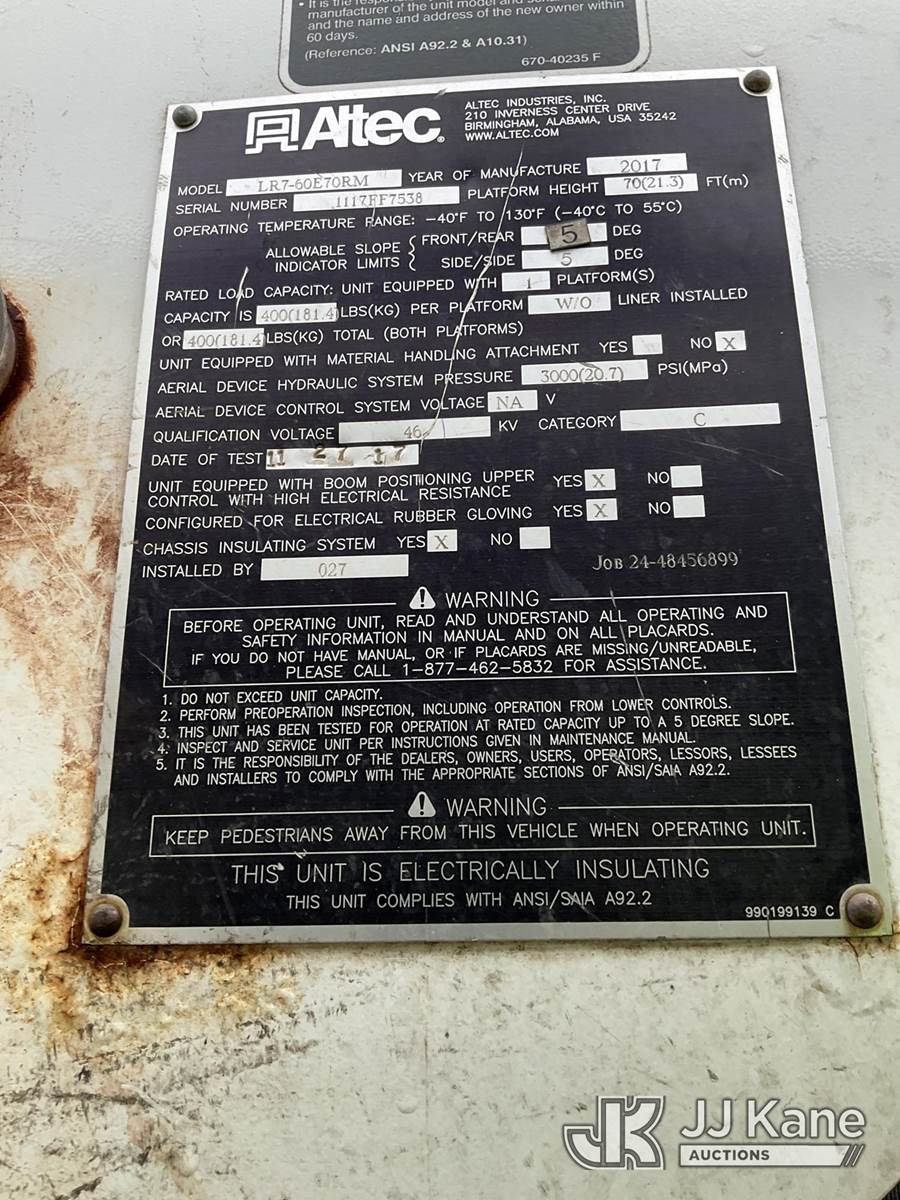 manufacturer of the unit model and
and the name and address of the new owner within
60 days.
(Reference: ANSI A92.2 & A10.31)
670-40235 F
Altec
ALTEC INDUSTRIES, INC.
210 INVERNESS CENTER DRIVE
BIRMINGHAM, ALABAMA, USA 35242
WWW.ALTEC.COM
MODEL LR7-60E70RM YEAR OF MANUFACTURE 2017
SERIAL NUMBER 1117FF7538 PLATFORM HEIGHT 70(21.3) FT(m)
OPERATING TEMPERATURE RANGE: -40°F TO 130°F (-40°C TO 55°C)
ALLOWABLE SLOPE INDICATOR LIMITS { FRONT/REAR 5 DEG
SIDE/SIDE 5 DEG
RATED LOAD CAPACITY: UNIT EQUIPPED WITH 1 PLATFORM(S)
CAPACITY IS 400(181.4) LBS(KG) PER PLATFORM W/O LINER INSTALLED
OR 400(181.4) LBS(KG) TOTAL (BOTH PLATFORMS)
UNIT EQUIPPED WITH MATERIAL HANDLING ATTACHMENT YES NO X
AERIAL DEVICE HYDRAULIC SYSTEM PRESSURE 3000(20.7) PSI(MPa)
AERIAL DEVICE CONTROL SYSTEM VOLTAGE NA V
QUALIFICATION VOLTAGE 46 KV CATEGORY C
DATE OF TEST 11 27 17
UNIT EQUIPPED WITH BOOM POSITIONING UPPER
CONTROL WITH HIGH ELECTRICAL RESISTANCE YES X NO
CONFIGURED FOR ELECTRICAL RUBBER GLOVING YES X NO
CHASSIS INSULATING SYSTEM YES X NO
INSTALLED BY 027 JOB 24-48456899
WARNING
BEFORE OPERATING UNIT, READ AND UNDERSTAND ALL OPERATING AND
SAFETY INFORMATION IN MANUAL AND ON ALL PLACARDS.
IF YOU DO NOT HAVE MANUAL, OR IF PLACARDS ARE MISSING/UNREADABLE,
PLEASE CALL 1-877-462-5832 FOR ASSISTANCE.
1. DO NOT EXCEED UNIT CAPACITY.
2. PERFORM PREOPERATION INSPECTION, INCLUDING OPERATION FROM LOWER CONTROLS.
3. THIS UNIT HAS BEEN TESTED FOR OPERATION AT RATED CAPACITY UP TO A 5 DEGREE SLOPE.
4. INSPECT AND SERVICE UNIT PER INSTRUCTIONS GIVEN IN MAINTENANCE MANUAL.
5. IT IS THE RESPONSIBILITY OF THE DEALERS, OWNERS, USERS, OPERATORS, LESSORS, LESSEES
AND INSTALLERS TO COMPLY WITH THE APPROPRIATE SECTIONS OF ANSI/SAIA A92.2.
WARNING
KEEP PEDESTRIANS AWAY FROM THIS VEHICLE WHEN OPERATING UNIT.
THIS UNIT IS ELECTRICALLY INSULATING
THIS UNIT COMPLIES WITH ANSI/SAIA A92.2
990199139 C
JK JJ Kane
AUCTIONS